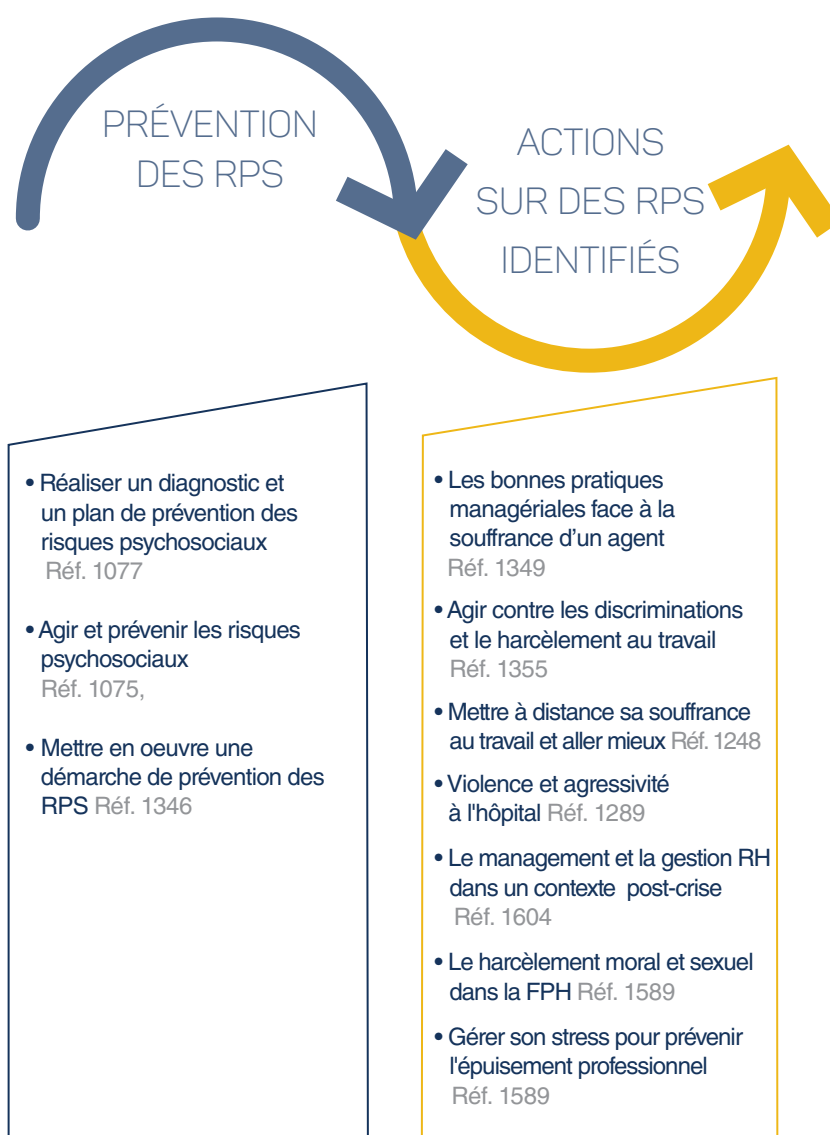 PRÉVENTION
DES RPS
ACTIONS
SUR DES RPS
IDENTIFIÉS
• Réaliser un diagnostic et
un plan de prévention des
risques psychosociaux
Réf. 1077
• Agir et prévenir les risques
psychosociaux
Réf. 1075,
• Mettre en oeuvre une
démarche de prévention des
RPS Réf. 1346
• Les bonnes pratiques
managériales face à la
souffrance d’un agent
Réf. 1349
• Agir contre les discriminations
et le harcèlement au travail
Réf. 1355
• Mettre à distance sa souffrance
au travail et aller mieux Réf. 1248
• Violence et agressivité
à l'hôpital Réf. 1289
• Le management et la gestion RH
dans un contexte post-crise
Réf. 1604
• Le harcèlement moral et sexuel
dans la FPH Réf. 1589
• Gérer son stress pour prévenir
l'épuisement professionnel
Réf. 1589